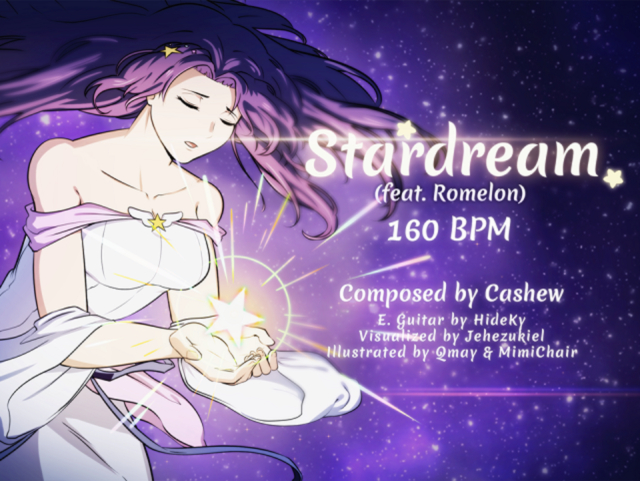 Stardream
(feat. Romelon)
160 BPM
Composed by Cashew
E. Guitar by HideKy
Visualized by Jehezukiel
Illustrated by Qmay & MimiChair